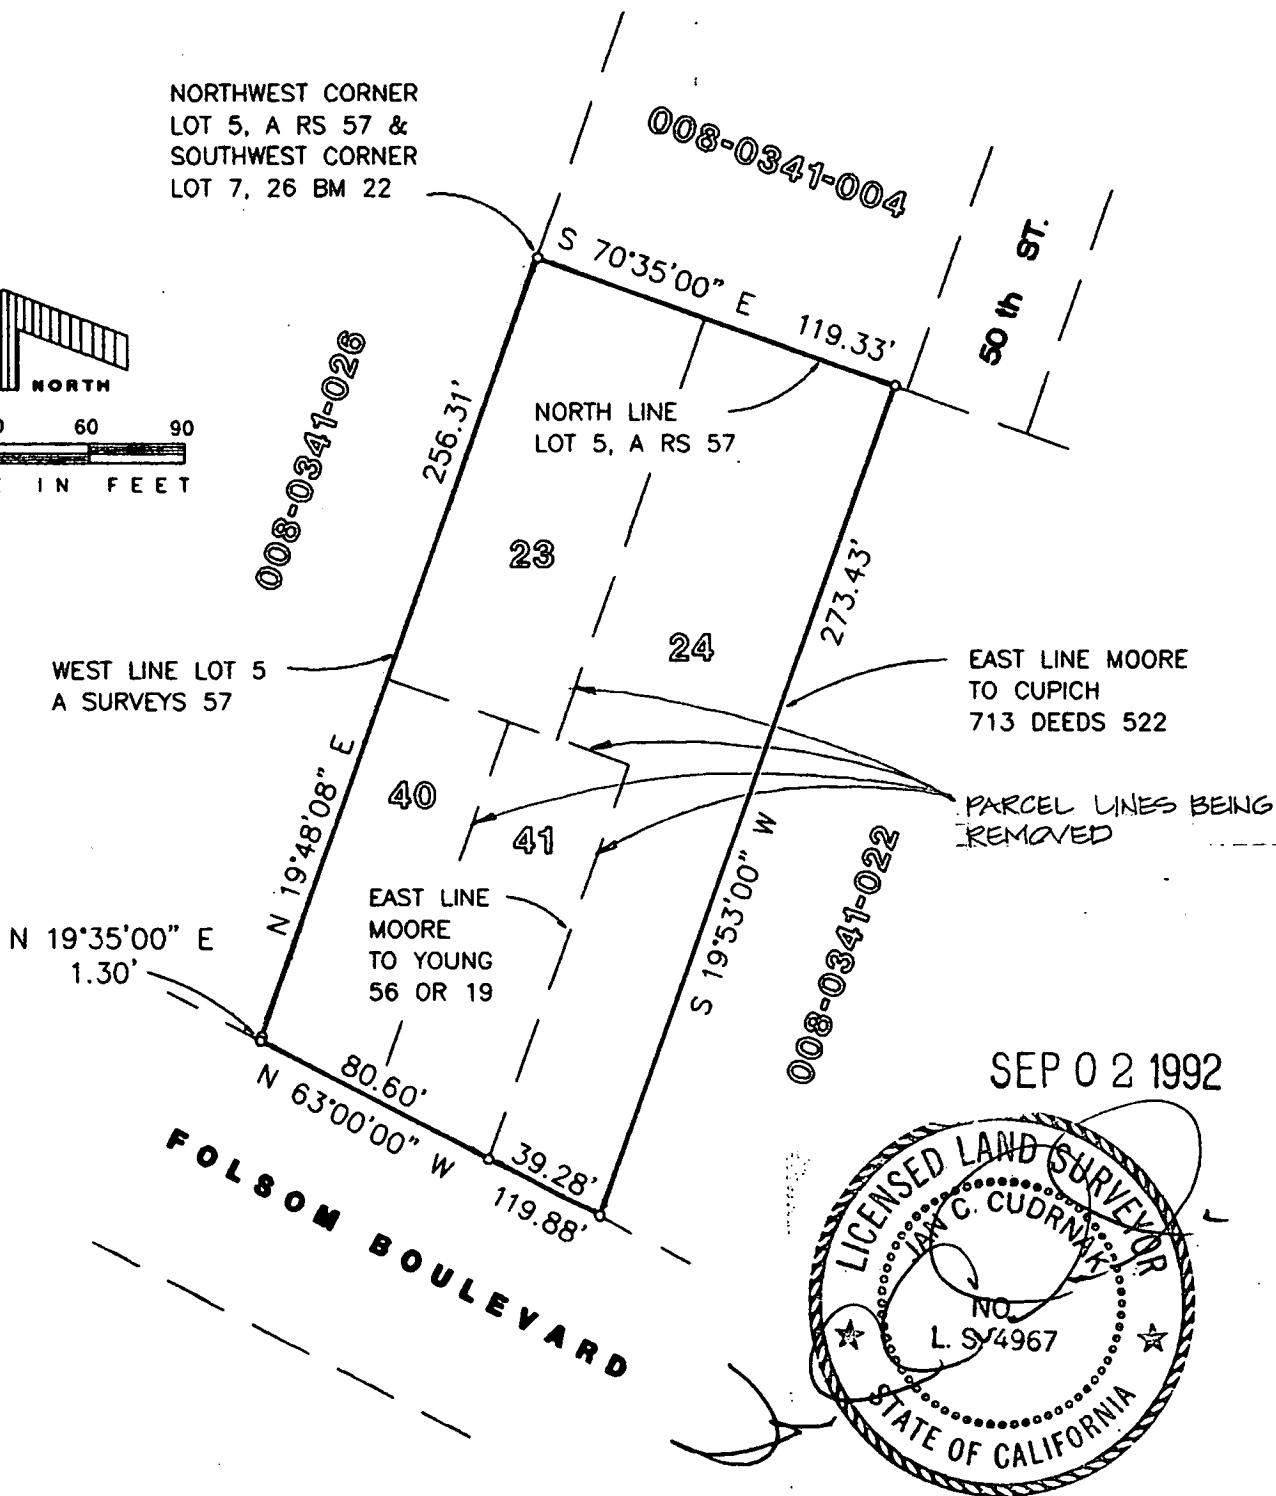 NORTHWEST CORNER
LOT 5, A RS 57 &
SOUTHWEST CORNER
LOT 7, 26 BM 22
008-0341-004
50 th ST.
S 70°35'00" E
119.33'
NORTH
60 90
IN FEET
008-0341-026
256.31'
NORTH LINE
LOT 5, A RS 57
23
24
273.43'
WEST LINE LOT 5
A SURVEYS 57
EAST LINE MOORE
TO CUPICH
713 DEEDS 522
N 19°48'08" E
40
41
PARCEL LINES BEING
REMOVED
EAST LINE
MOORE
TO YOUNG
56 OR 19
S 19°53'00" W
008-0341-022
N 19°35'00" E
1.30'
80.60'
N 63°00'00" W
39.28'
119.88'
FOLSOM BOULEVARD
SEP 02 1992
LICENSED LAND SURVEYOR
JAN C. CUDRNAK
NO.
L. S. 4967
STATE OF CALIFORNIA